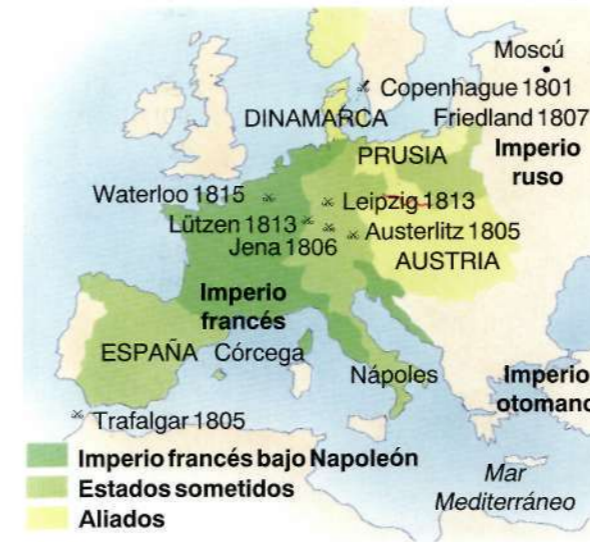 Moscú
Copenhague 1801
DINAMARCA
Friedland 1807
PRUSIA
Imperio
ruso
Waterloo 1815
Leipzig 1813
Lützen 1813
Austerlitz 1805
Jena 1806
AUSTRIA
Imperio
francés
ESPAÑA
Córcega
Nápoles
Imperio
otomano
Trafalgar 1805
Imperio francés bajo Napoleón
Estados sometidos
Aliados
Mar
Mediterráneo